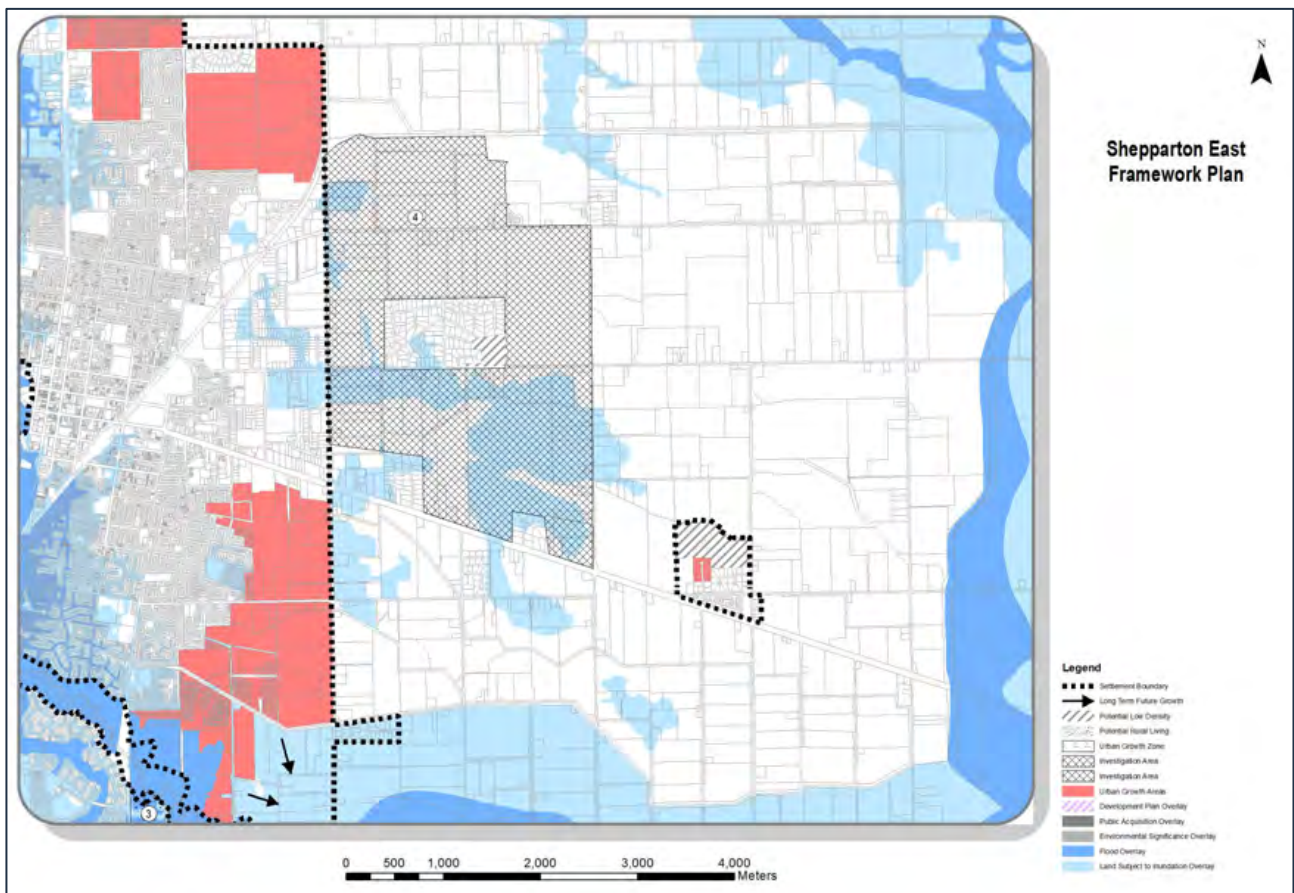 N
Shepparton East
Framework Plan
4
3
Legend
Settlement Boundary
Long Term Future Growth
Potential Low Density
Potential Rural Living
Urban Growth Zone
Investigation Area
Investigation Area
Urban Growth Areas
Development Plan Overlay
Public Acquisition Overlay
Environmental Significance Overlay
Flood Overlay
Land Subject to Inundation Overlay
0 500 1,000 2,000 3,000 4,000
Meters